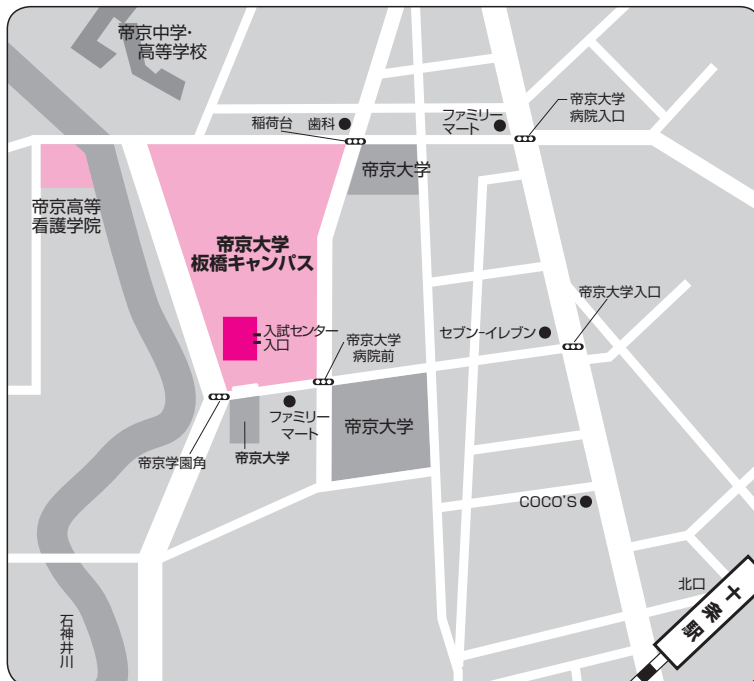 帝京中学・
高等学校
稲荷台
歯科
ファミリー
マート
帝京大学
病院入口
帝京大学
帝京高等
看護学院
帝京大学
板橋キャンパス
帝京大学入口
セブン-イレブン
入試センター
入口
帝京大学
病院前
ファミリー
マート
帝京大学
帝京学園角
帝京大学
COCO'S
北口
十条駅
石神井川